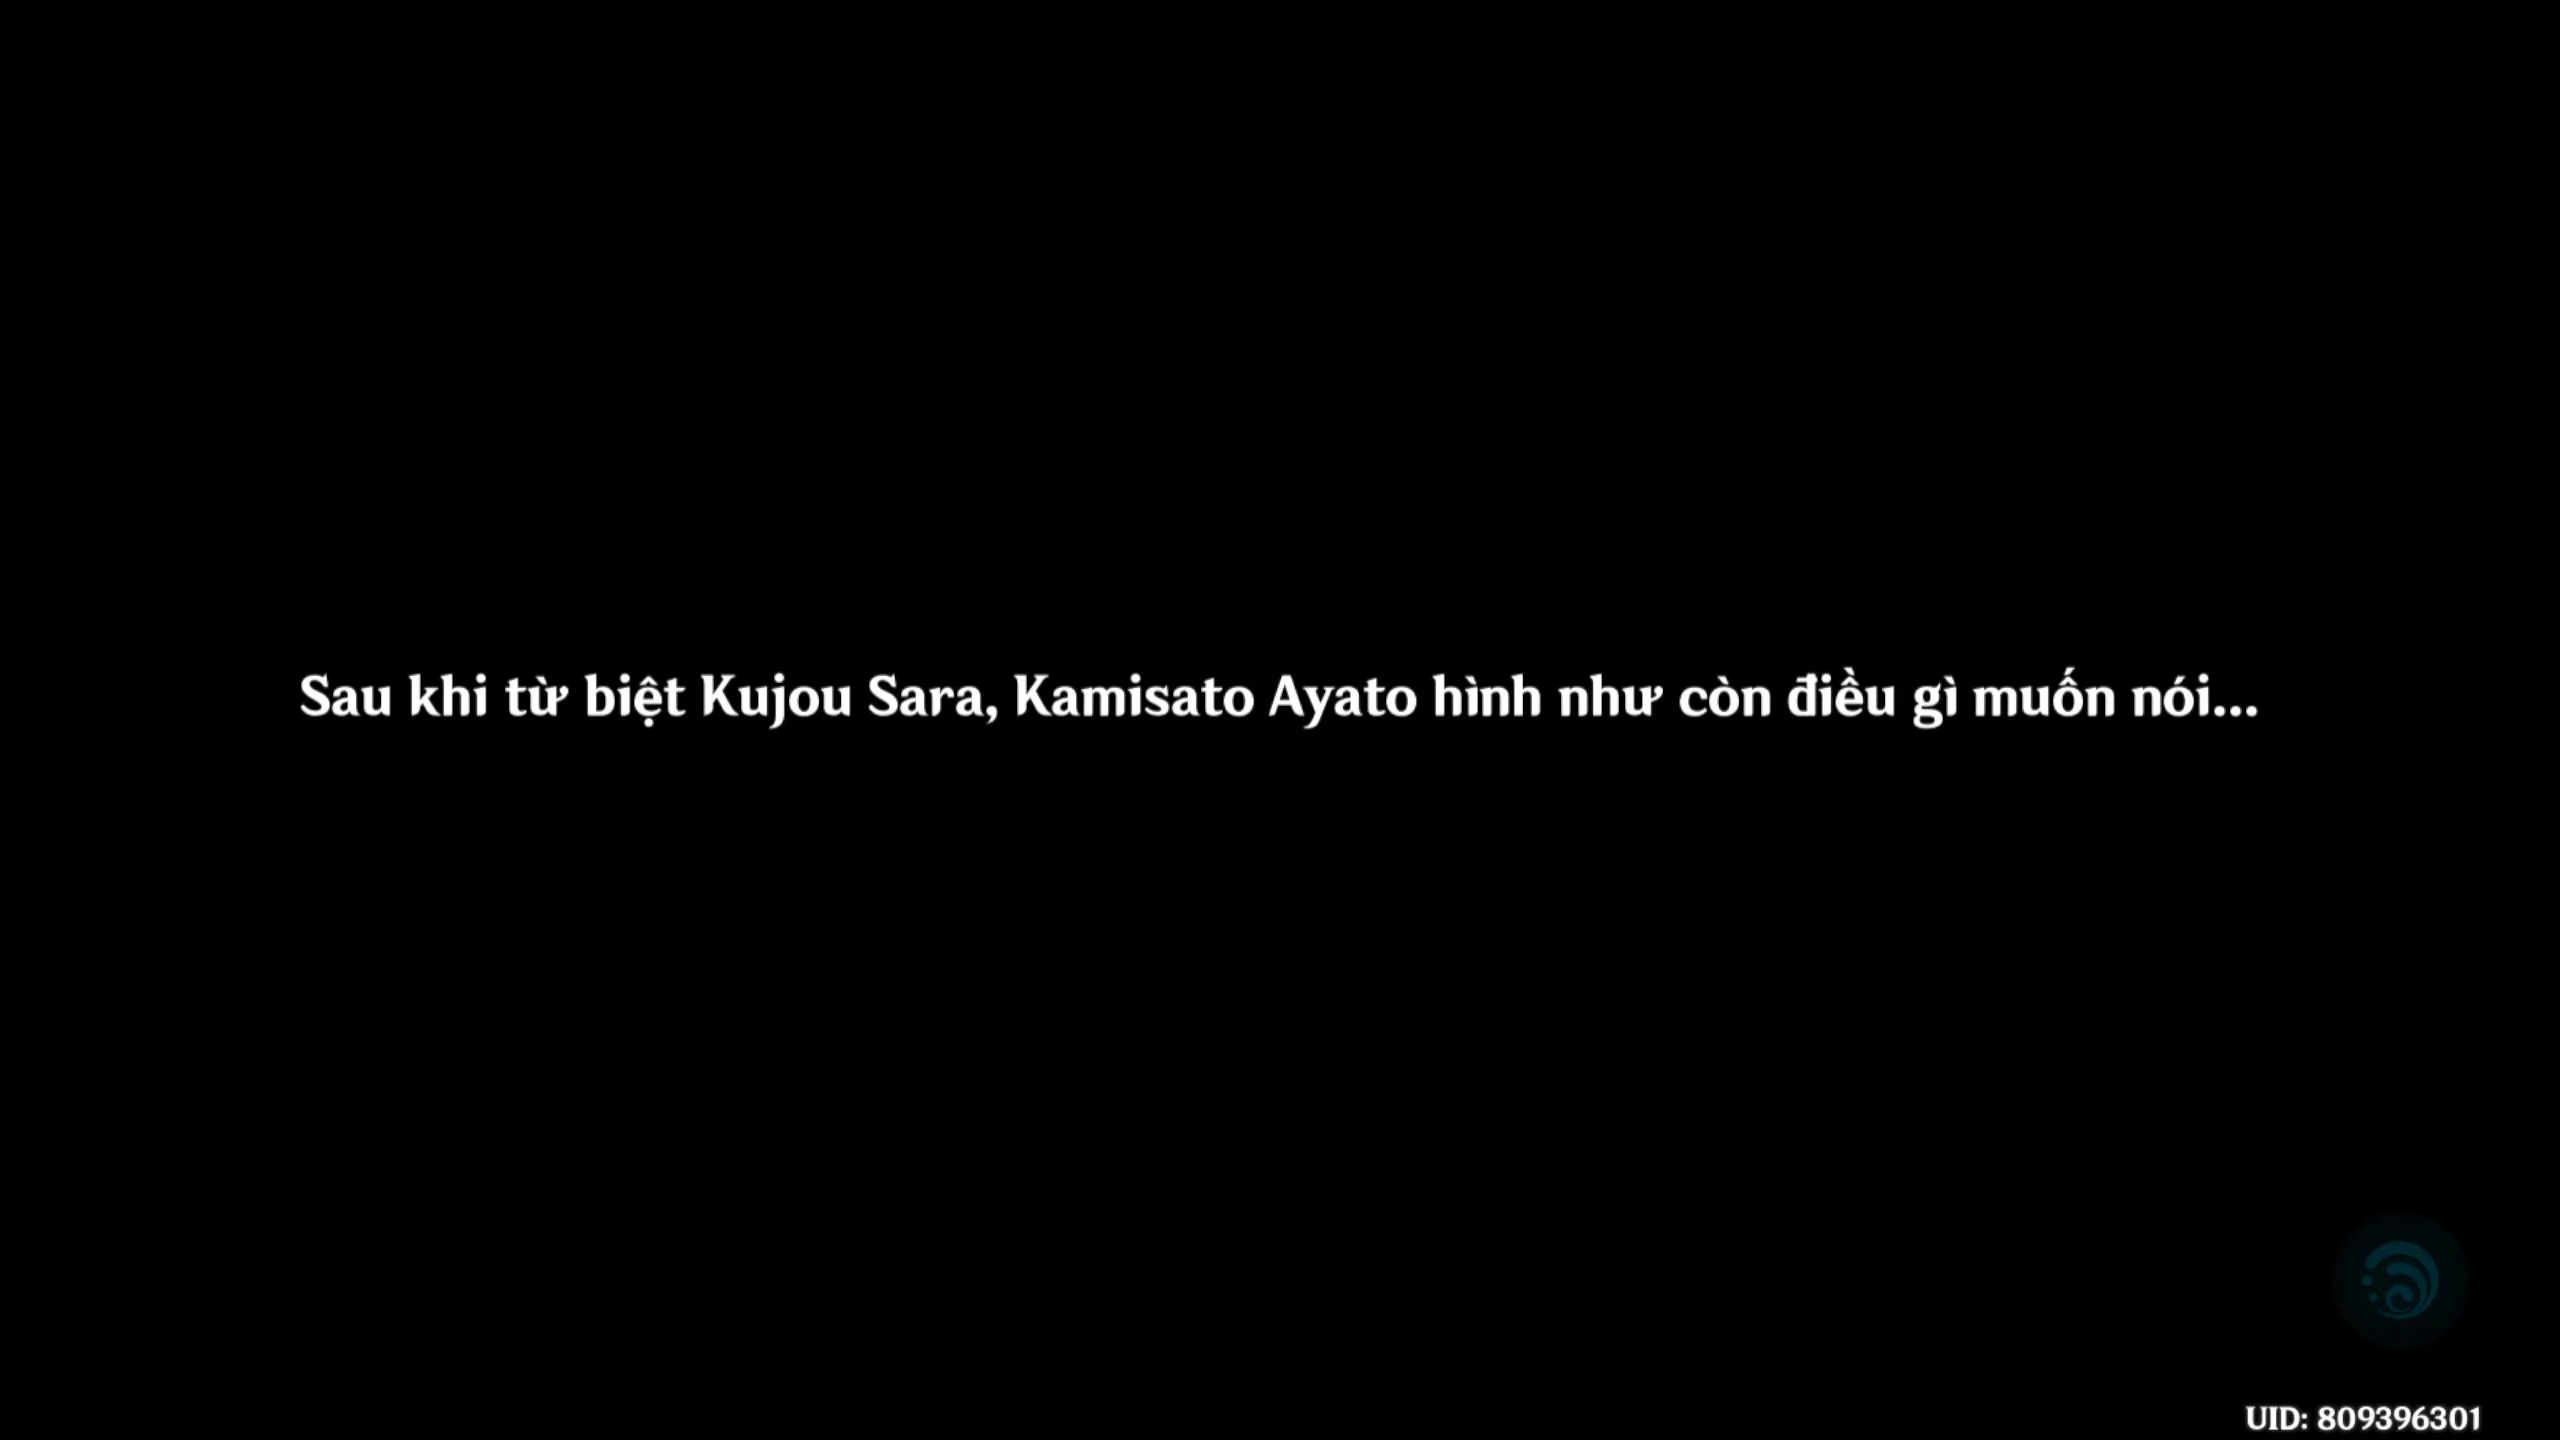 Sau khi từ biệt Kujou Sara, Kamisato Ayato hình như còn điều gì muốn nói...
UID: 809396301